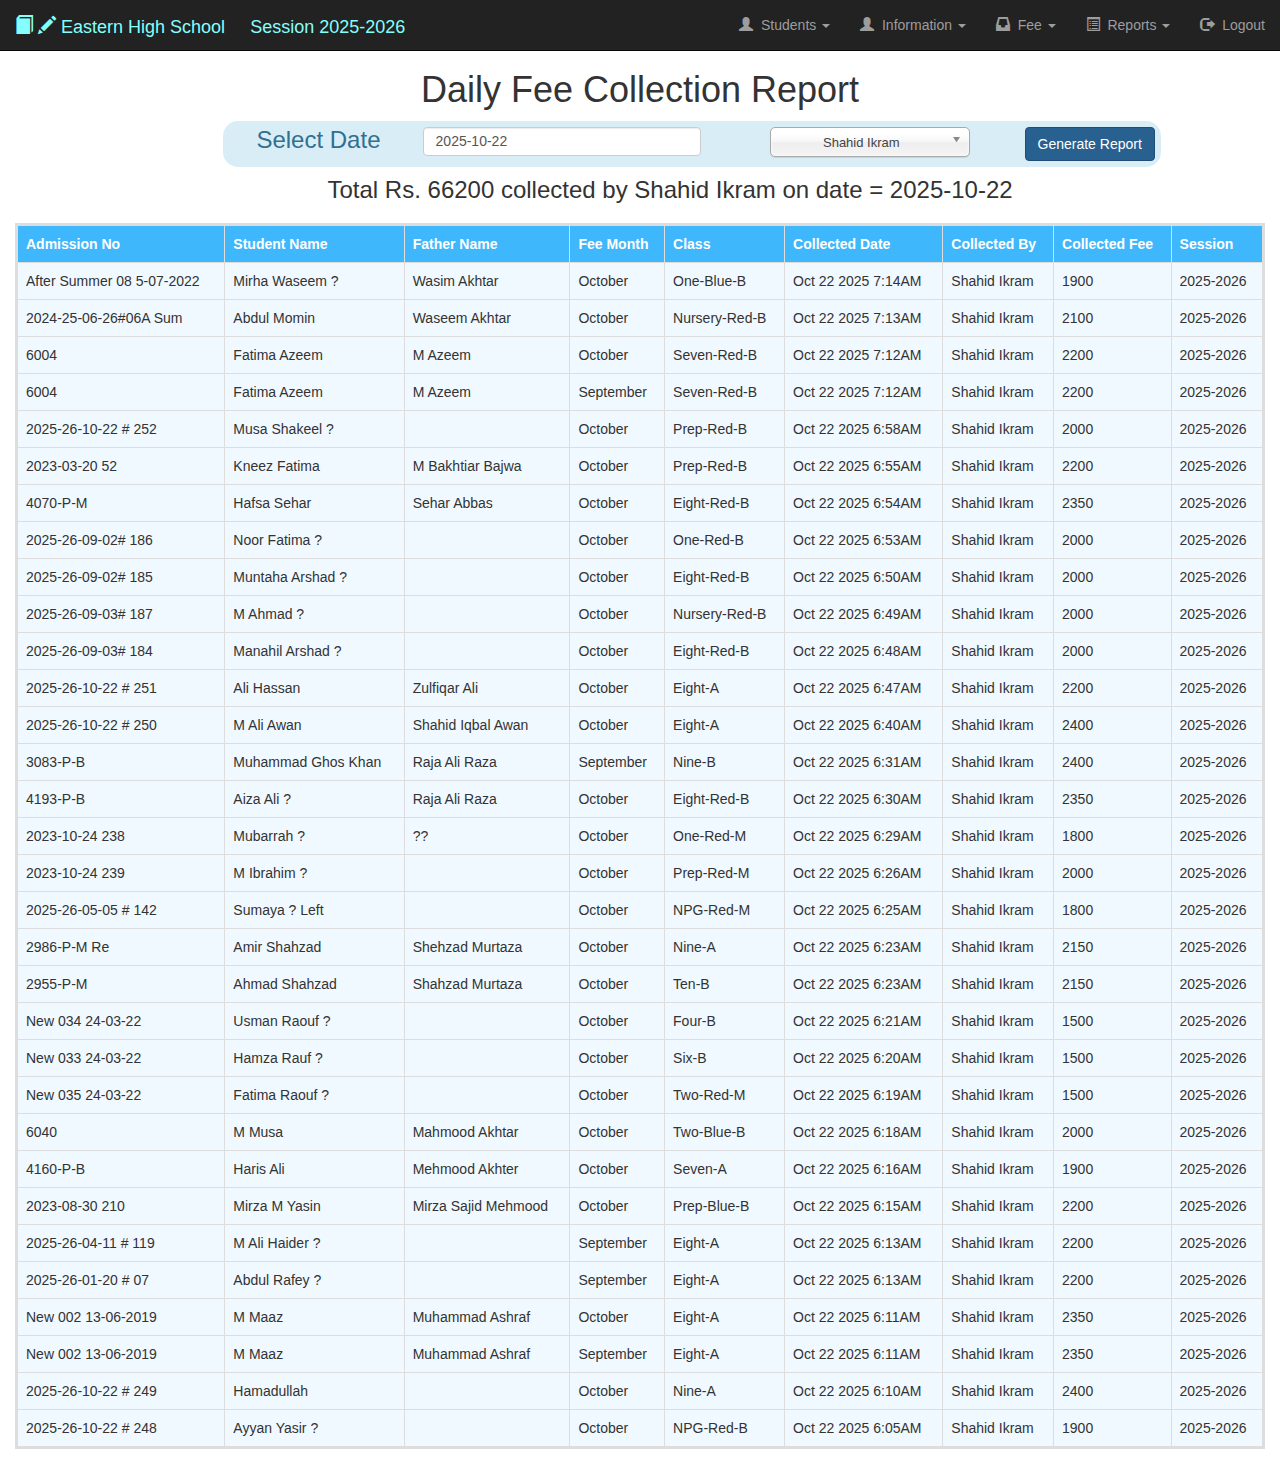 Eastern High School Session 2025-2026 Students Information Fee Reports Logout
Daily Fee Collection Report
Select Date 2025-10-22 Shahid Ikram Generate Report
Total Rs. 66200 collected by Shahid Ikram on date = 2025-10-22
Admission No Student Name Father Name Fee Month Class Collected Date Collected By Collected Fee Session
After Summer 08 5-07-2022 Mirha Waseem ? Wasim Akhtar October One-Blue-B Oct 22 2025 7:14AM Shahid Ikram 1900 2025-2026
2024-25-06-26#06A Sum Abdul Momin Waseem Akhtar October Nursery-Red-B Oct 22 2025 7:13AM Shahid Ikram 2100 2025-2026
6004 Fatima Azeem M Azeem October Seven-Red-B Oct 22 2025 7:12AM Shahid Ikram 2200 2025-2026
6004 Fatima Azeem M Azeem September Seven-Red-B Oct 22 2025 7:12AM Shahid Ikram 2200 2025-2026
2025-26-10-22 # 252 Musa Shakeel ? October Prep-Red-B Oct 22 2025 6:58AM Shahid Ikram 2000 2025-2026
2023-03-20 52 Kneez Fatima M Bakhtiar Bajwa October Prep-Red-B Oct 22 2025 6:55AM Shahid Ikram 2200 2025-2026
4070-P-M Hafsa Sehar Sehar Abbas October Eight-Red-B Oct 22 2025 6:54AM Shahid Ikram 2350 2025-2026
2025-26-09-02# 186 Noor Fatima ? October One-Red-B Oct 22 2025 6:53AM Shahid Ikram 2000 2025-2026
2025-26-09-02# 185 Muntaha Arshad ? October Eight-Red-B Oct 22 2025 6:50AM Shahid Ikram 2000 2025-2026
2025-26-09-03# 187 M Ahmad ? October Nursery-Red-B Oct 22 2025 6:49AM Shahid Ikram 2000 2025-2026
2025-26-09-03# 184 Manahil Arshad ? October Eight-Red-B Oct 22 2025 6:48AM Shahid Ikram 2000 2025-2026
2025-26-10-22 # 251 Ali Hassan Zulfiqar Ali October Eight-A Oct 22 2025 6:47AM Shahid Ikram 2200 2025-2026
2025-26-10-22 # 250 M Ali Awan Shahid Iqbal Awan October Eight-A Oct 22 2025 6:40AM Shahid Ikram 2400 2025-2026
3083-P-B Muhammad Ghos Khan Raja Ali Raza September Nine-B Oct 22 2025 6:31AM Shahid Ikram 2400 2025-2026
4193-P-B Aiza Ali ? Raja Ali Raza October Eight-Red-B Oct 22 2025 6:30AM Shahid Ikram 2350 2025-2026
2023-10-24 238 Mubarrah ? ?? October One-Red-M Oct 22 2025 6:29AM Shahid Ikram 1800 2025-2026
2023-10-24 239 M Ibrahim ? October Prep-Red-M Oct 22 2025 6:26AM Shahid Ikram 2000 2025-2026
2025-26-05-05 # 142 Sumaya ? Left October NPG-Red-M Oct 22 2025 6:25AM Shahid Ikram 1800 2025-2026
2986-P-M Re Amir Shahzad Shehzad Murtaza October Nine-A Oct 22 2025 6:23AM Shahid Ikram 2150 2025-2026
2955-P-M Ahmad Shahzad Shahzad Murtaza October Ten-B Oct 22 2025 6:23AM Shahid Ikram 2150 2025-2026
New 034 24-03-22 Usman Raouf ? October Four-B Oct 22 2025 6:21AM Shahid Ikram 1500 2025-2026
New 033 24-03-22 Hamza Rauf ? October Six-B Oct 22 2025 6:20AM Shahid Ikram 1500 2025-2026
New 035 24-03-22 Fatima Raouf ? October Two-Red-M Oct 22 2025 6:19AM Shahid Ikram 1500 2025-2026
6040 M Musa Mahmood Akhtar October Two-Blue-B Oct 22 2025 6:18AM Shahid Ikram 2000 2025-2026
4160-P-B Haris Ali Mehmood Akhter October Seven-A Oct 22 2025 6:16AM Shahid Ikram 1900 2025-2026
2023-08-30 210 Mirza M Yasin Mirza Sajid Mehmood October Prep-Blue-B Oct 22 2025 6:15AM Shahid Ikram 2200 2025-2026
2025-26-04-11 # 119 M Ali Haider ? September Eight-A Oct 22 2025 6:13AM Shahid Ikram 2200 2025-2026
2025-26-01-20 # 07 Abdul Rafey ? September Eight-A Oct 22 2025 6:13AM Shahid Ikram 2200 2025-2026
New 002 13-06-2019 M Maaz Muhammad Ashraf October Eight-A Oct 22 2025 6:11AM Shahid Ikram 2350 2025-2026
New 002 13-06-2019 M Maaz Muhammad Ashraf September Eight-A Oct 22 2025 6:11AM Shahid Ikram 2350 2025-2026
2025-26-10-22 # 249 Hamadullah October Nine-A Oct 22 2025 6:10AM Shahid Ikram 2400 2025-2026
2025-26-10-22 # 248 Ayyan Yasir ? October NPG-Red-B Oct 22 2025 6:05AM Shahid Ikram 1900 2025-2026